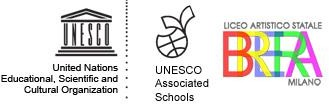 UNESCO
United Nations
Educational, Scientific and
Cultural Organization
UNESCO
Associated
Schools
LICEO ARTISTICO STATALE
BRERA
MILANO